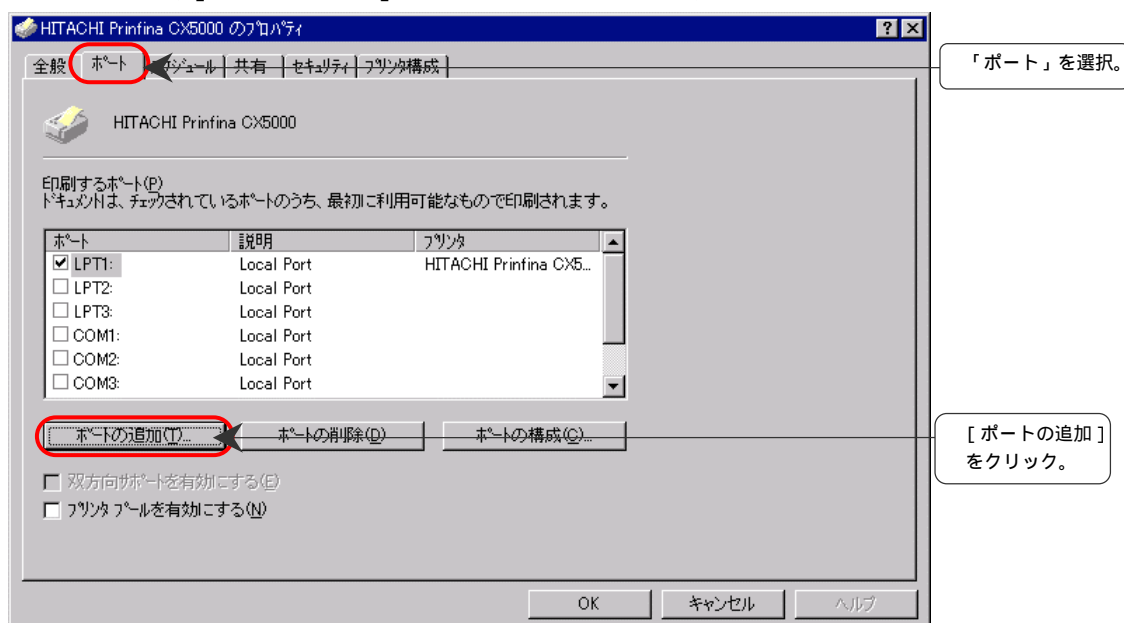 HITACHI Prinfina CX5000 のプロパティ
全般 ポート スケジュール 共有 セキュリティ プリンタ構成
「ポート」を選択。
HITACHI Prinfina CX5000
印刷するポート(P)
ドキュメントは、チェックされているポートのうち、最初に利用可能なもので印刷されます。
ポート 説明 プリンタ
LPT1: Local Port HITACHI Prinfina CX5...
LPT2: Local Port
LPT3: Local Port
COM1: Local Port
COM2: Local Port
COM3: Local Port
ポートの追加(T)... ポートの削除(D) ポートの構成(C)...
[ポートの追加]
をクリック。
双方向サポートを有効にする(E)
プリンタ プールを有効にする(N)
OK キャンセル ヘルプ